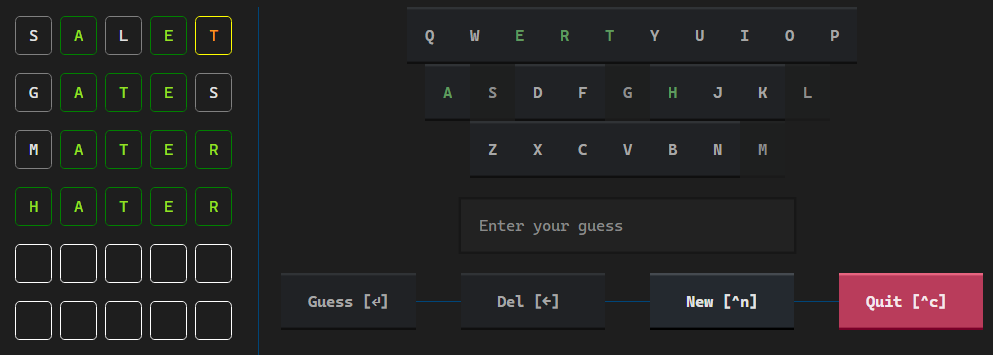 S A L E T
G A T E S
M A T E R
H A T E R
Q W E R T Y U I O P
A S D F G H J K L
Z X C V B N M
Enter your guess
Guess [⏎] Del [←] New [^n] Quit [^c]